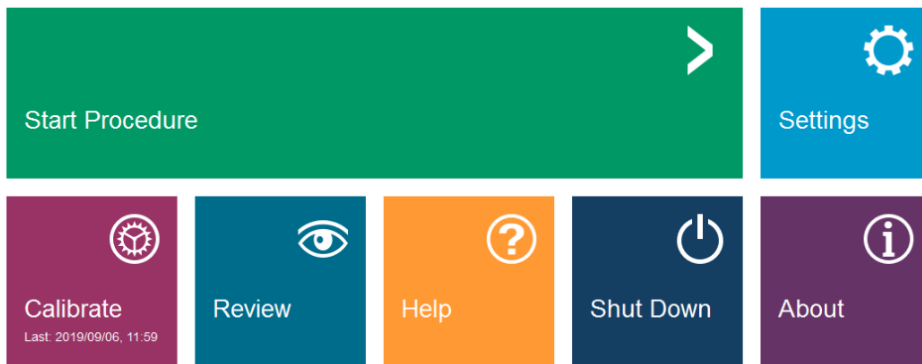 Start Procedure
Settings
Calibrate
Last: 2019/09/06, 11:59
Review
Help
Shut Down
About